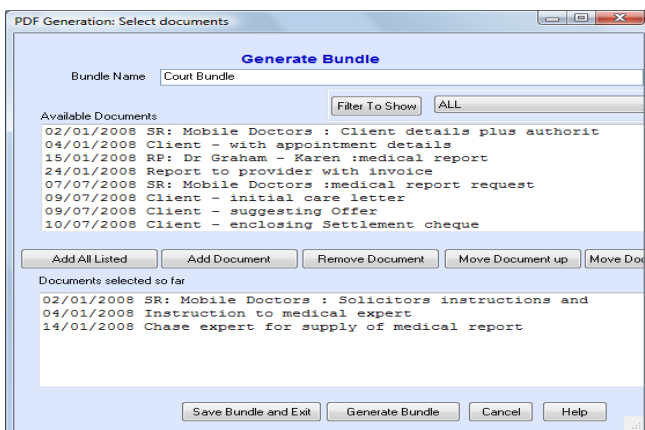 PDF Generation: Select documents
Generate Bundle
Bundle Name Court Bundle
Filter To Show ALL
Available Documents
02/01/2008 SR: Mobile Doctors : Client details plus authorit
04/01/2008 Client - with appointment details
15/01/2008 RP: Dr Graham - Karen :medical report
24/01/2008 Report to provider with invoice
07/07/2008 SR: Mobile Doctors :medical report request
09/07/2008 Client - initial care letter
09/07/2008 Client - suggesting Offer
10/07/2008 Client - enclosing Settlement cheque
Add All Listed Add Document Remove Document Move Document up Move Doc
Documents selected so far
02/01/2008 SR: Mobile Doctors : Solicitors instructions and
04/01/2008 Instruction to medical expert
14/01/2008 Chase expert for supply of medical report
Save Bundle and Exit Generate Bundle Cancel Help